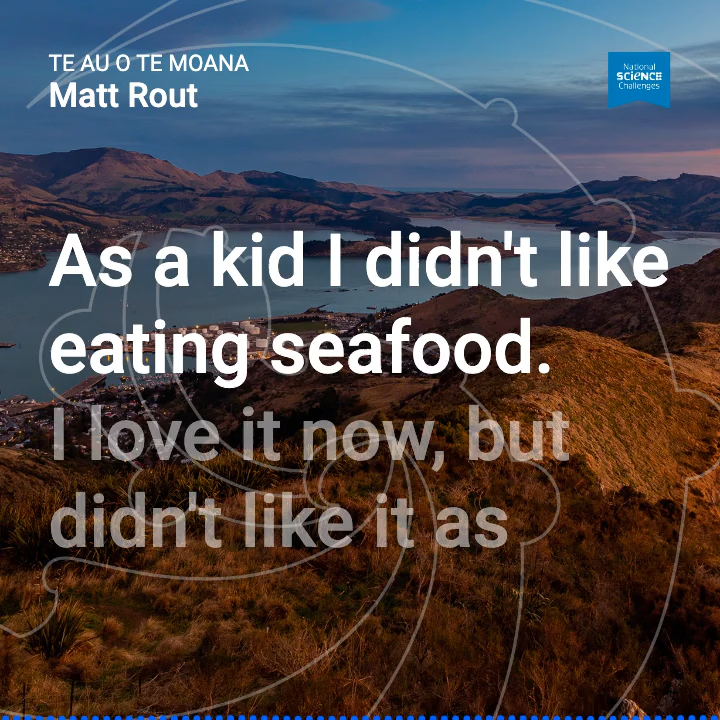 TE AU O TE MOANA
Matt Rout
National
SCIENCE
Challenges
As a kid I didn't like
eating seafood.
I love it now, but
didn't like it as